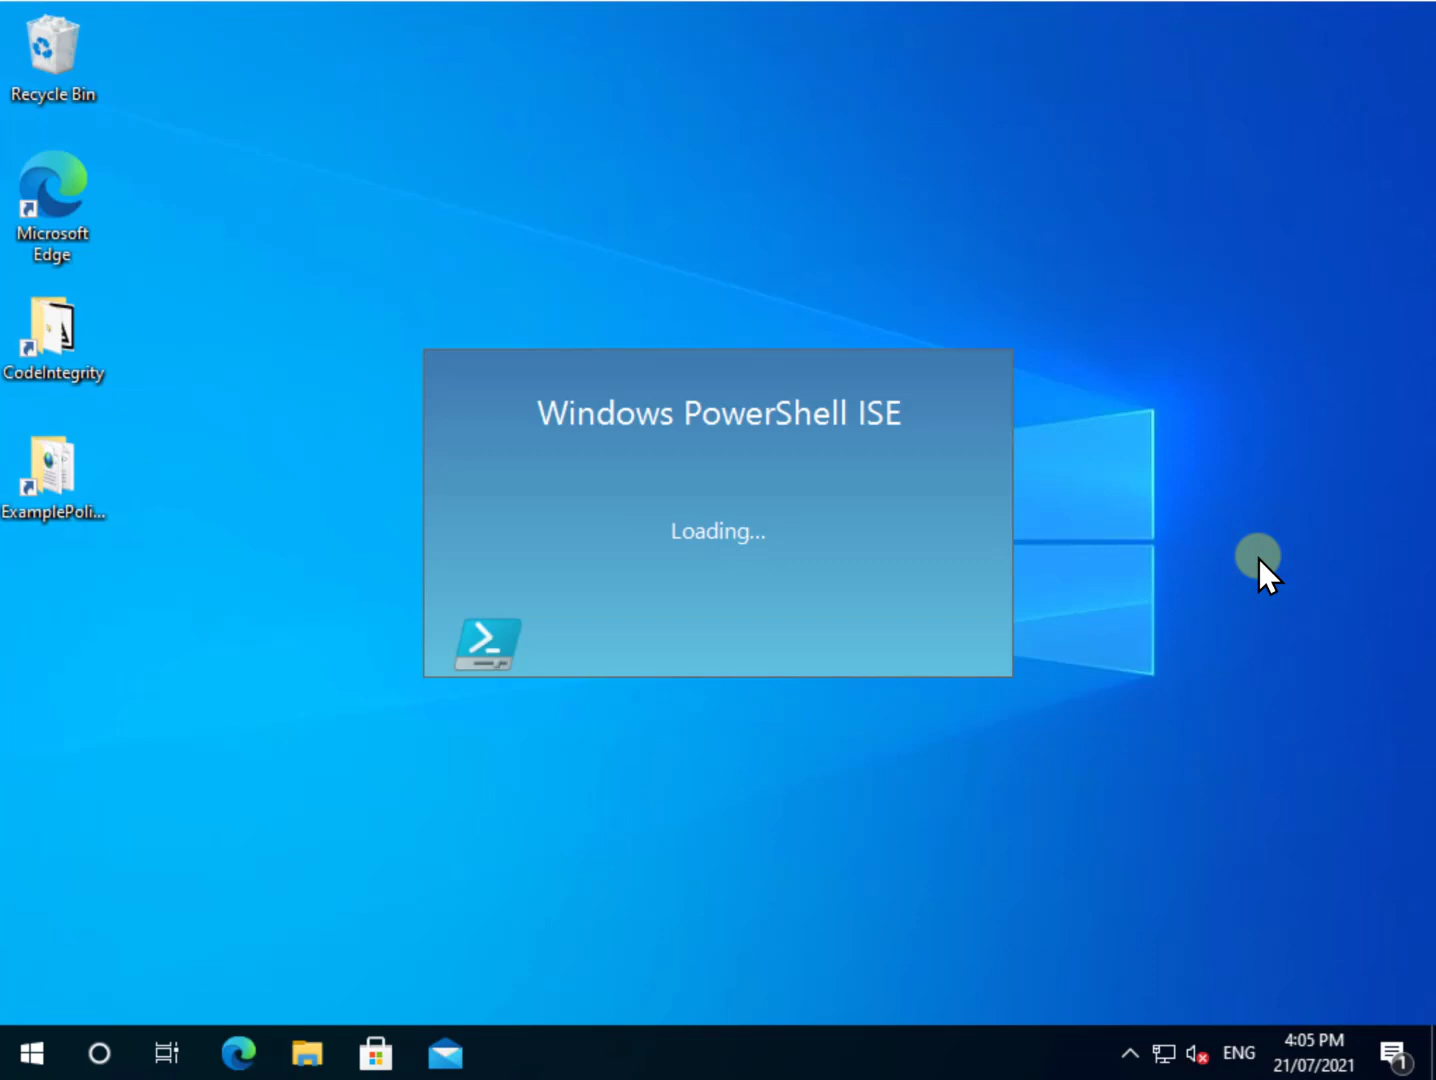 Recycle Bin
Microsoft
Edge
CodeIntegrity
ExamplePoli...
Windows PowerShell ISE
Loading...
ENG
4:05 PM
21/07/2021
1